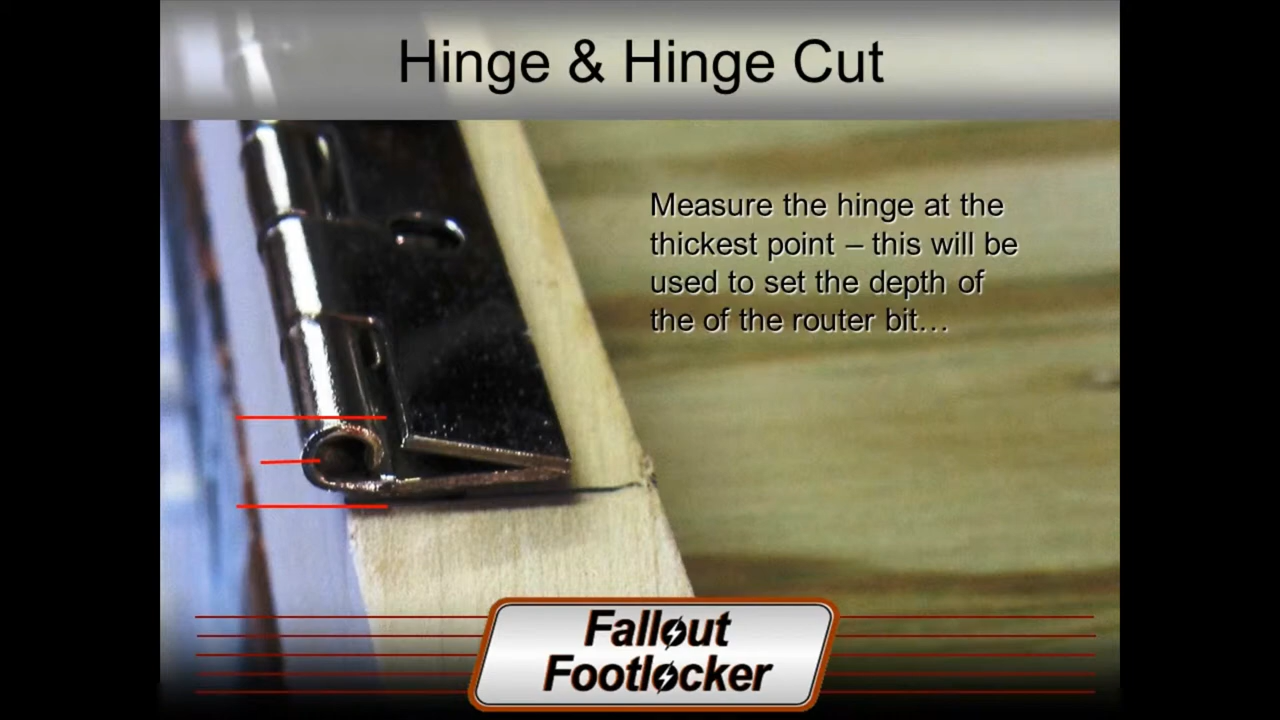 Hinge & Hinge Cut
Measure the hinge at the
thickest point – this will be
used to set the depth of
the of the router bit…
Fallout
Footlocker